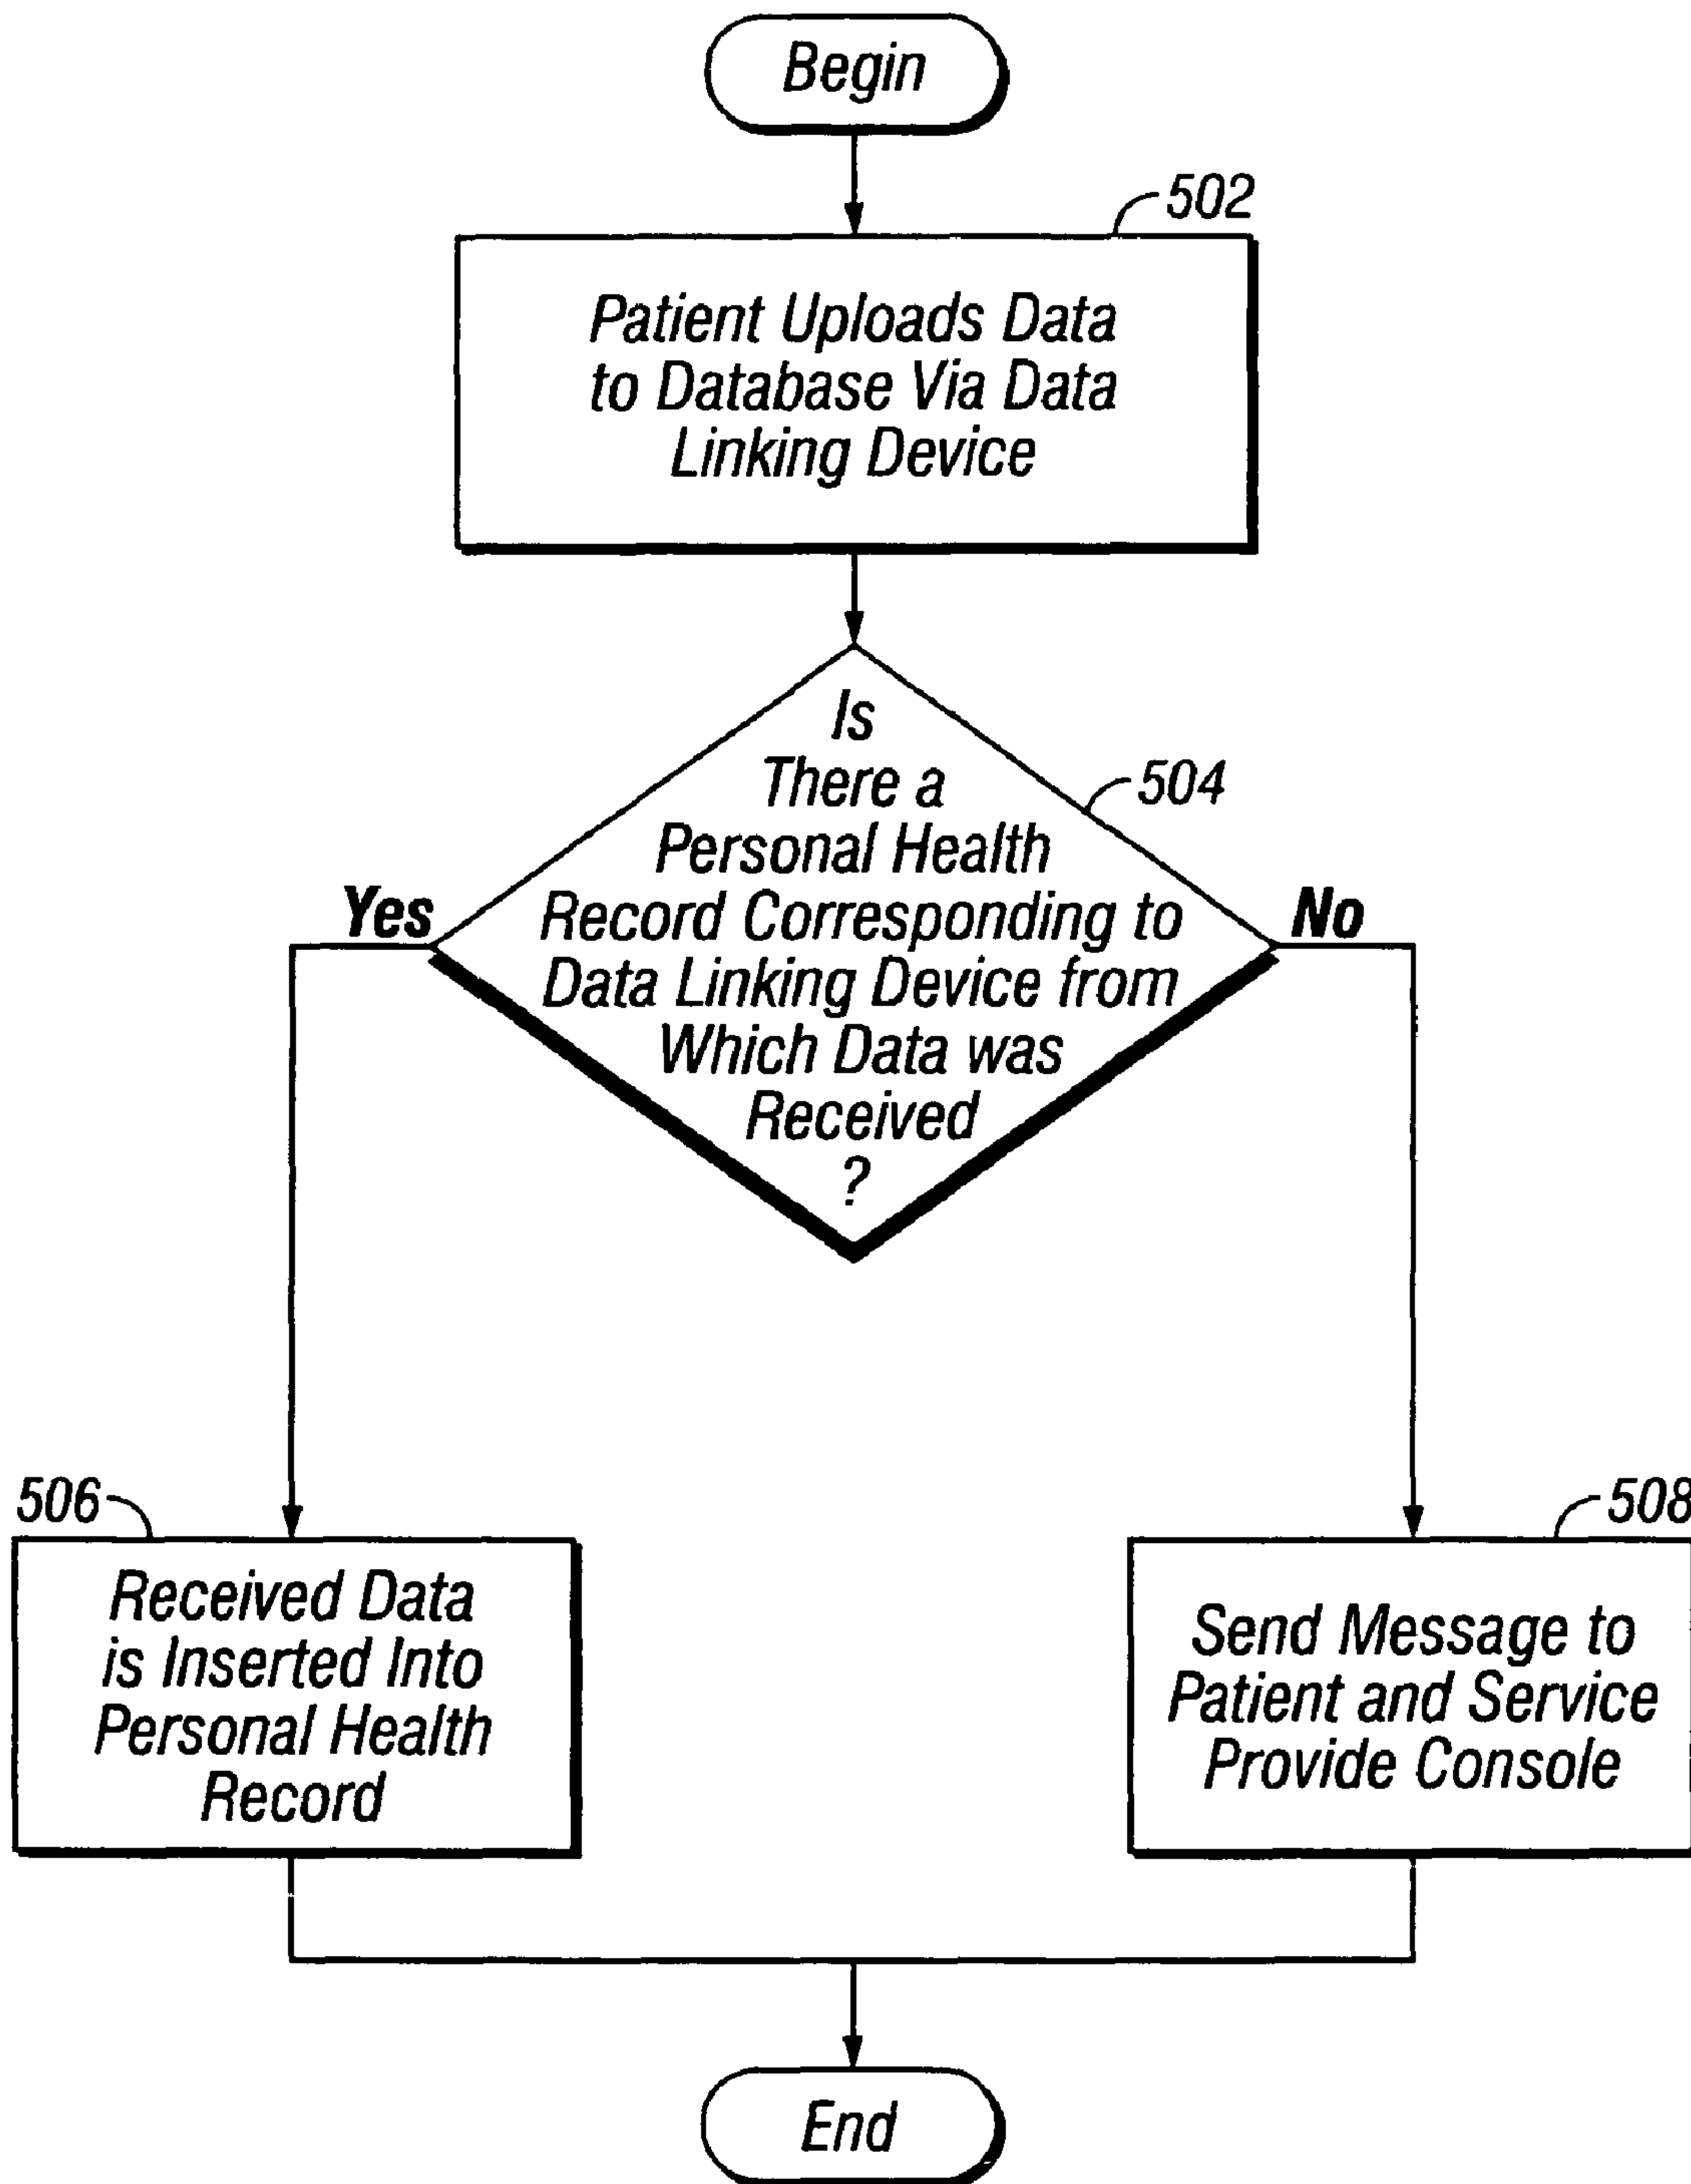 Begin
502
Patient Uploads Data
to Database Via Data
Linking Device
Is
There a
Personal Health
Record Corresponding to
Data Linking Device from
Which Data was
Received
?
504
Yes
No
506
Received Data
is Inserted Into
Personal Health
Record
508
Send Message to
Patient and Service
Provide Console
End